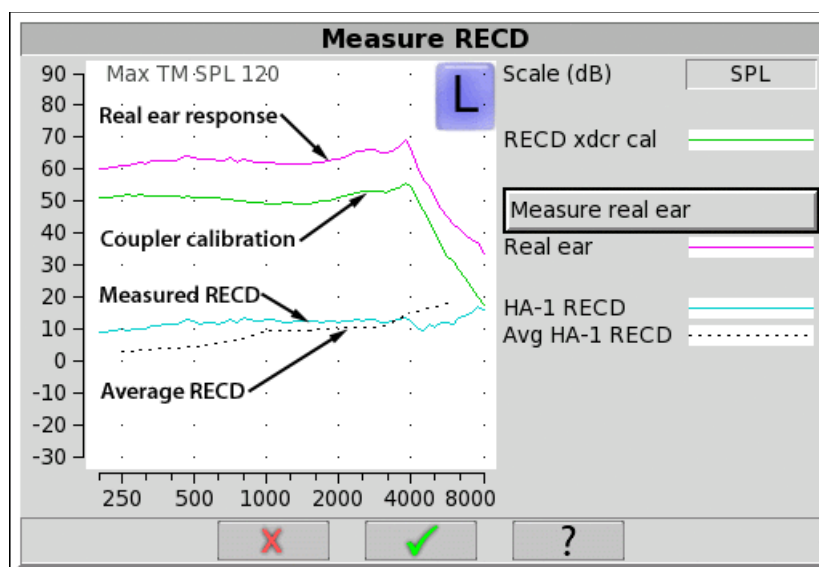 Measure RECD
Max TM SPL 120
L
Scale (dB)
SPL
Real ear response
RECD xdcr cal
Measure real ear
Coupler calibration
Real ear
Measured RECD
HA-1 RECD
Avg HA-1 RECD
Average RECD
90
80
70
60
50
40
30
20
10
0
-10
-20
-30
250 500 1000 2000 4000 8000
X ✓ ?